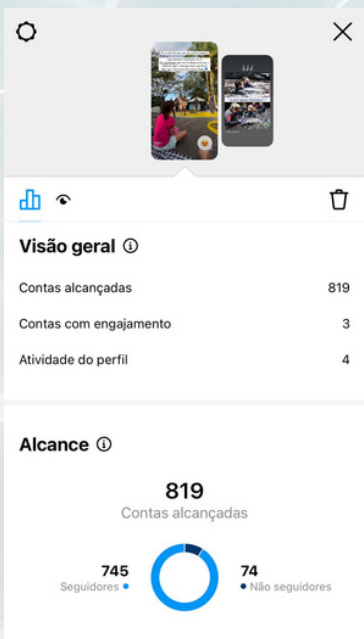 Visão geral
Contas alcançadas 819
Contas com engajamento 3
Atividade do perfil 4
Alcance
819
Contas alcançadas
745
Seguidores
74
Não seguidores